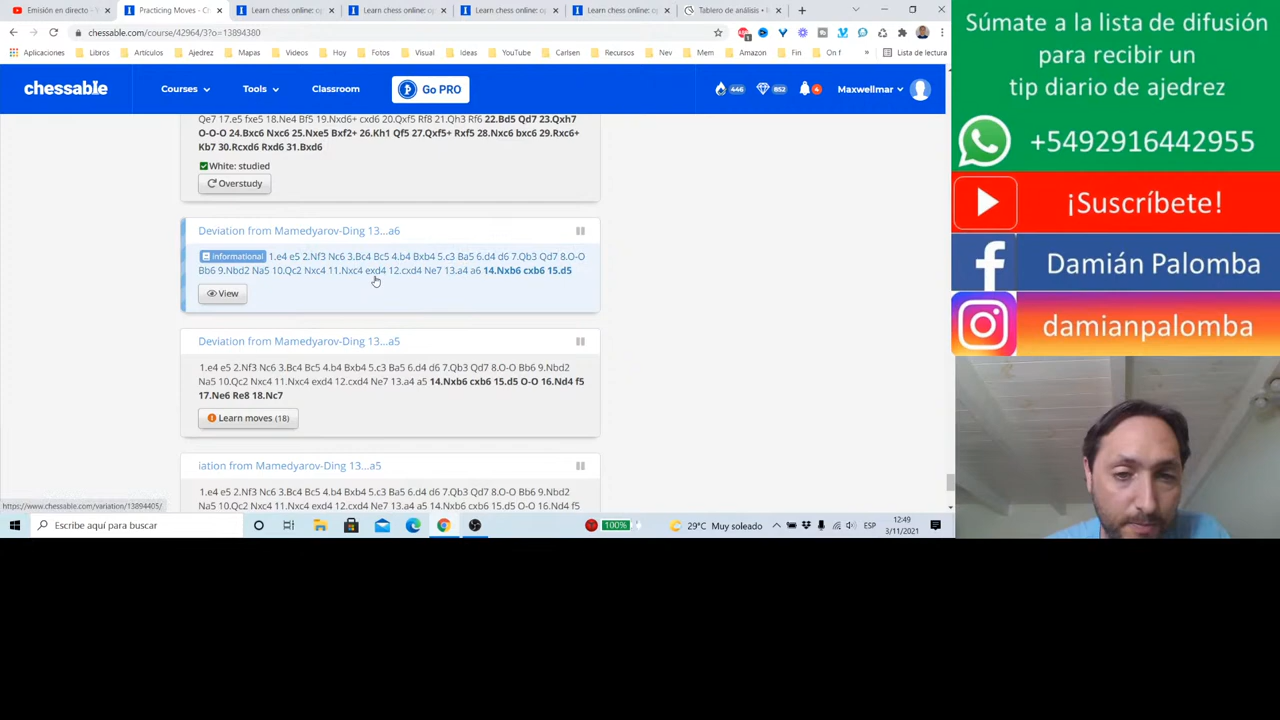 Emisión en directo - Y
Practicing Moves - C
Learn chess online: o
Learn chess online: op
Learn chess online: op
Learn chess online: op
Tablero de análisis • li
chessable.com/course/42964/3?o=13894380
Aplicaciones Libros Artículos Ajedrez Mapas Videos Hoy Fotos Visual Ideas YouTube Carlsen Recursos Nev Mem Amazon Fin On f » Lista de lectura
chessable Courses Tools Classroom Go PRO 446 852 4 Maxwellmar
Qe7 17.e5 fxe5 18.Ne4 Bf5 19.Nxd6+ cxd6 20.Qxf5 Rf8 21.Qh3 Rf6 22.Bd5 Qd7 23.Qxh7
O-O-O 24.Bxc6 Nxc6 25.Nxe5 Bxf2+ 26.Kh1 Qf5 27.Qxf5+ Rxf5 28.Nxc6 bxc6 29.Rxc6+
Kb7 30.Rcxd6 Rxd6 31.Bxd6
White: studied
Overstudy
Deviation from Mamedyarov-Ding 13...a6
informational 1.e4 e5 2.Nf3 Nc6 3.Bc4 Bc5 4.b4 Bxb4 5.c3 Ba5 6.d4 d6 7.Qb3 Qd7 8.O-O
Bb6 9.Nbd2 Na5 10.Qc2 Nxc4 11.Nxc4 exd4 12.cxd4 Ne7 13.a4 a6 14.Nxb6 cxb6 15.d5
View
Deviation from Mamedyarov-Ding 13...a5
1.e4 e5 2.Nf3 Nc6 3.Bc4 Bc5 4.b4 Bxb4 5.c3 Ba5 6.d4 d6 7.Qb3 Qd7 8.O-O Bb6 9.Nbd2
Na5 10.Qc2 Nxc4 11.Nxc4 exd4 12.cxd4 Ne7 13.a4 a5 14.Nxb6 cxb6 15.d5 O-O 16.Nd4 f5
17.Ne6 Re8 18.Nc7
Learn moves (18)
iation from Mamedyarov-Ding 13...a5
1.e4 e5 2.Nf3 Nc6 3.Bc4 Bc5 4.b4 Bxb4 5.c3 Ba5 6.d4 d6 7.Qb3 Qd7 8.O-O Bb6 9.Nbd2
Na5 10.Qc2 Nxc4 11.Nxc4 exd4 12.cxd4 Ne7 13.a4 a5 14.Nxb6 cxb6 15.d5 O-O 16.Nd4 f5
https://www.chessable.com/variation/13894405/
Escribe aquí para buscar
100%
29°C Muy soleado
ESP
12:49
3/11/2021
Súmate a la lista de difusión
para recibir un
tip diario de ajedrez
+5492916442955
¡Suscríbete!
Damián Palomba
damianpalomba